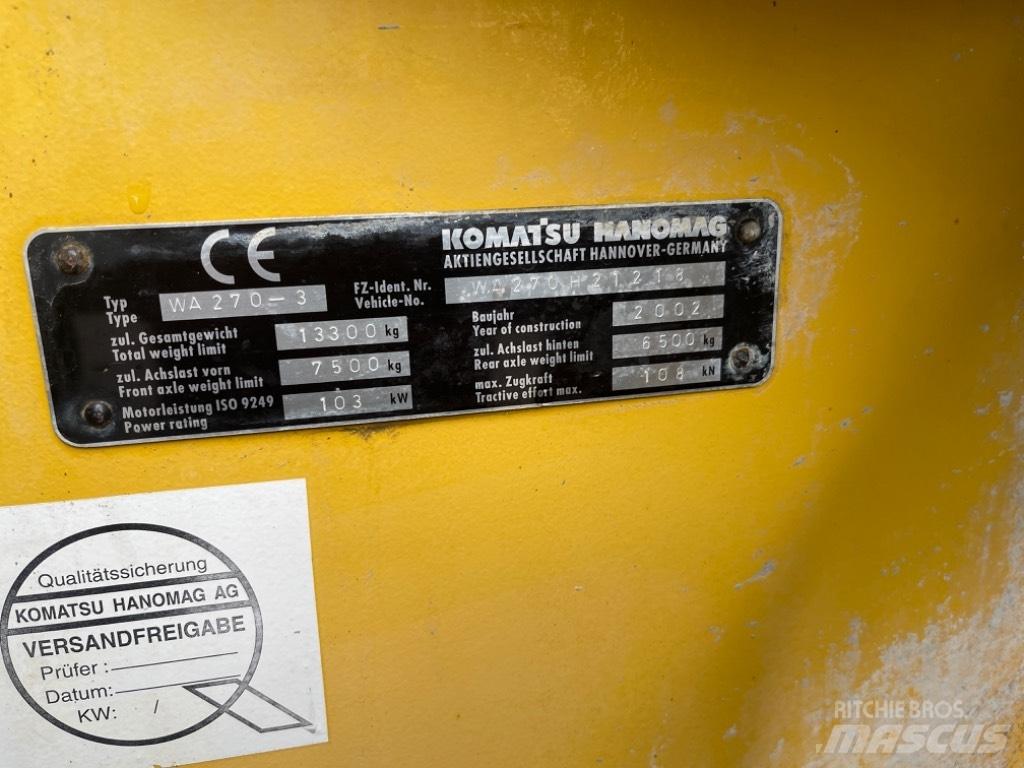 CE
KOMATSU HANOMAG
AKTIENGESELLSCHAFT HANNOVER-GERMANY
Typ
Type
WA270-3
FZ-Ident. Nr.
Vehicle-No.
WA270H21218
zul. Gesamtgewicht
Total weight limit
13300 kg
Baujahr
Year of construction
2002
zul. Achslast vorn
Front axle weight limit
7500 kg
zul. Achslast hinten
Rear axle weight limit
6500 kg
Motorleistung ISO 9249
Power rating
103 kW
max. Zugkraft
Tractive effort max.
108 kN
Qualitätssicherung
KOMATSU HANOMAG AG
VERSANDFREIGABE
Prüfer :
Datum:
KW: /
RITCHIE BROS.
MASCUS